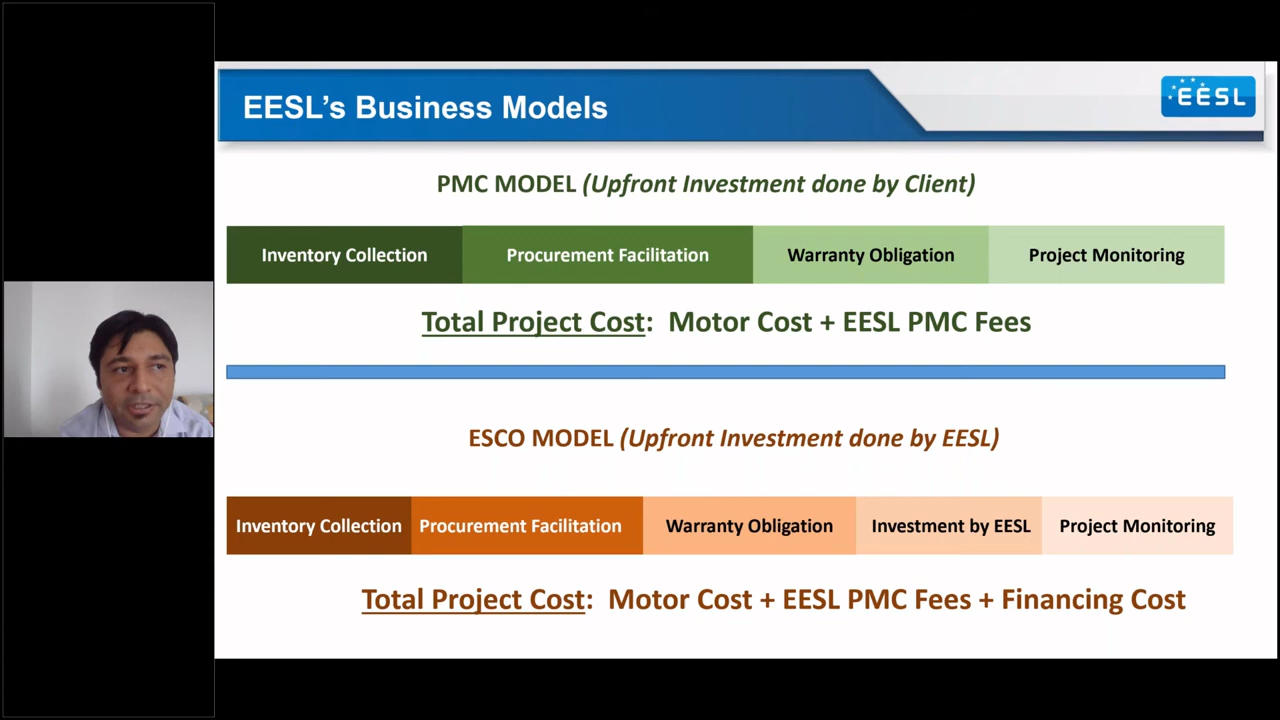 EESL's Business Models
EESL
PMC MODEL (Upfront Investment done by Client)
Inventory Collection
Procurement Facilitation
Warranty Obligation
Project Monitoring
Total Project Cost: Motor Cost + EESL PMC Fees
ESCO MODEL (Upfront Investment done by EESL)
Inventory Collection
Procurement Facilitation
Warranty Obligation
Investment by EESL
Project Monitoring
Total Project Cost: Motor Cost + EESL PMC Fees + Financing Cost